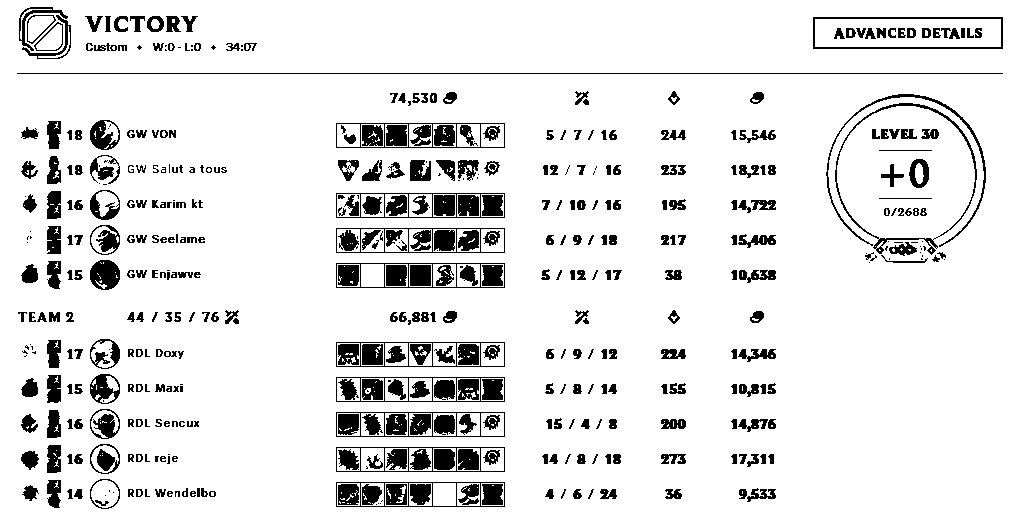 VICTORY
Custom • W:0 - L:0 • 34:07
ADVANCED DETAILS
74,530
18 GW VON 5 / 7 / 16 244 15,546
18 GW Salut a tous 12 / 7 / 16 233 18,218
16 GW Karim kt 7 / 10 / 16 195 14,722
17 GW Seelame 6 / 9 / 18 217 15,406
15 GW Enjawve 5 / 12 / 17 38 10,638
LEVEL 30
+0
0/2688
TEAM 2 44 / 35 / 76 66,881
17 RDL Doxy 6 / 9 / 12 224 14,346
15 RDL Maxi 5 / 8 / 14 155 10,815
16 RDL Sencux 15 / 4 / 8 200 14,876
16 RDL reje 14 / 8 / 18 273 17,311
14 RDL Wendelbo 4 / 6 / 24 36 9,533